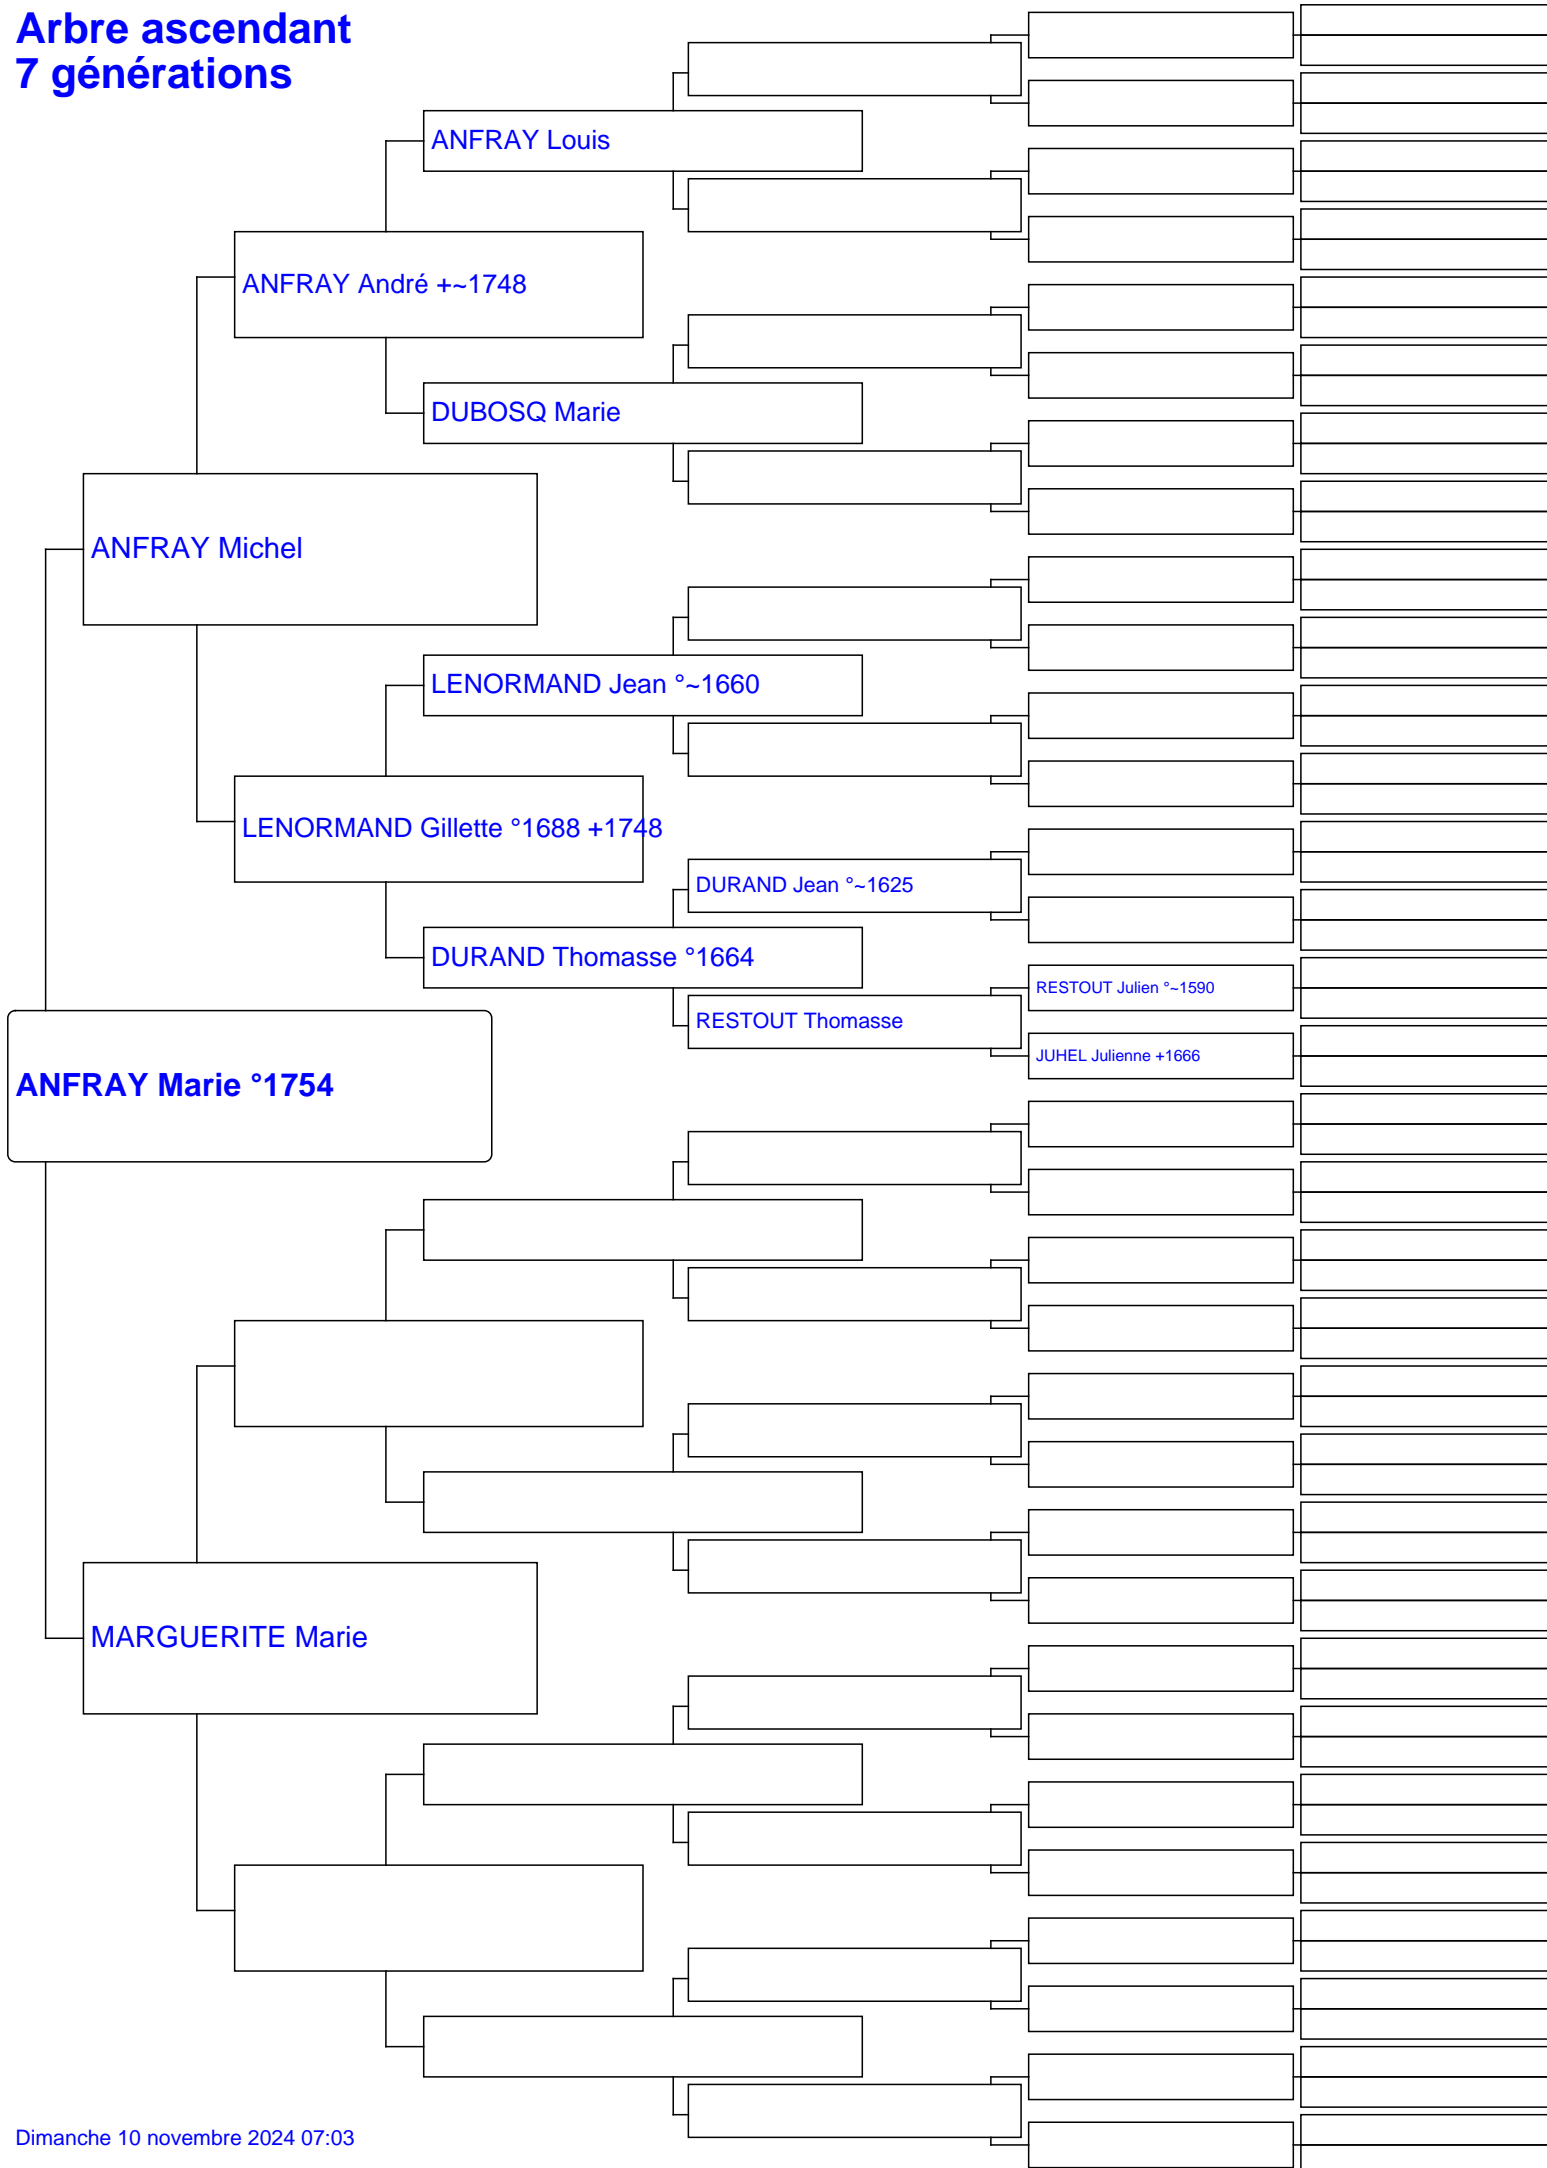 Arbre ascendant
7 générations
ANFRAY Louis
ANFRAY André +~1748
DUBOSQ Marie
ANFRAY Michel
LENORMAND Jean °~1660
LENORMAND Gillette °1688 +1748
DURAND Jean °~1625
DURAND Thomasse °1664
RESTOUT Julien °~1590
RESTOUT Thomasse
JUHEL Julienne +1666
ANFRAY Marie °1754
MARGUERITE Marie
Dimanche 10 novembre 2024 07:03